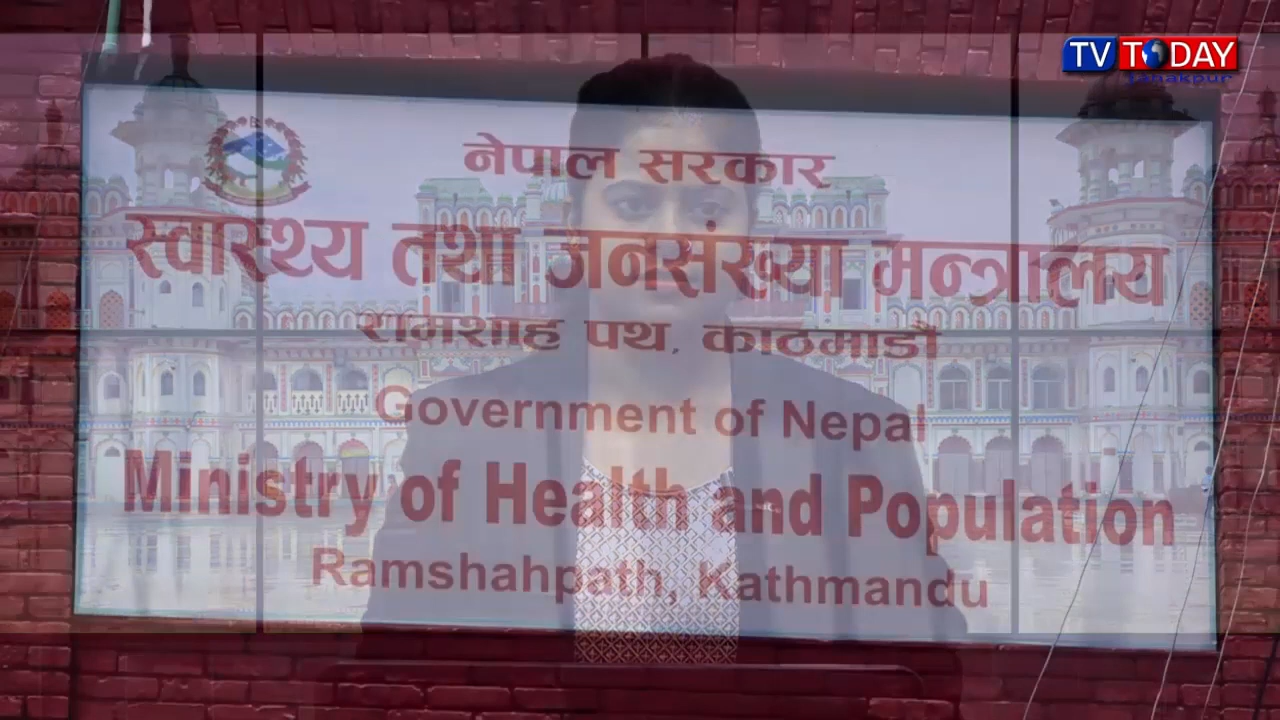 TV TODAY
Janakpur
नेपाल सरकार
स्वास्थ्य तथा जनसंख्या मन्त्रालय
रामशाह पथ, काठमाडौं
Government of Nepal
Ministry of Health and Population
Ramshahpath, Kathmandu